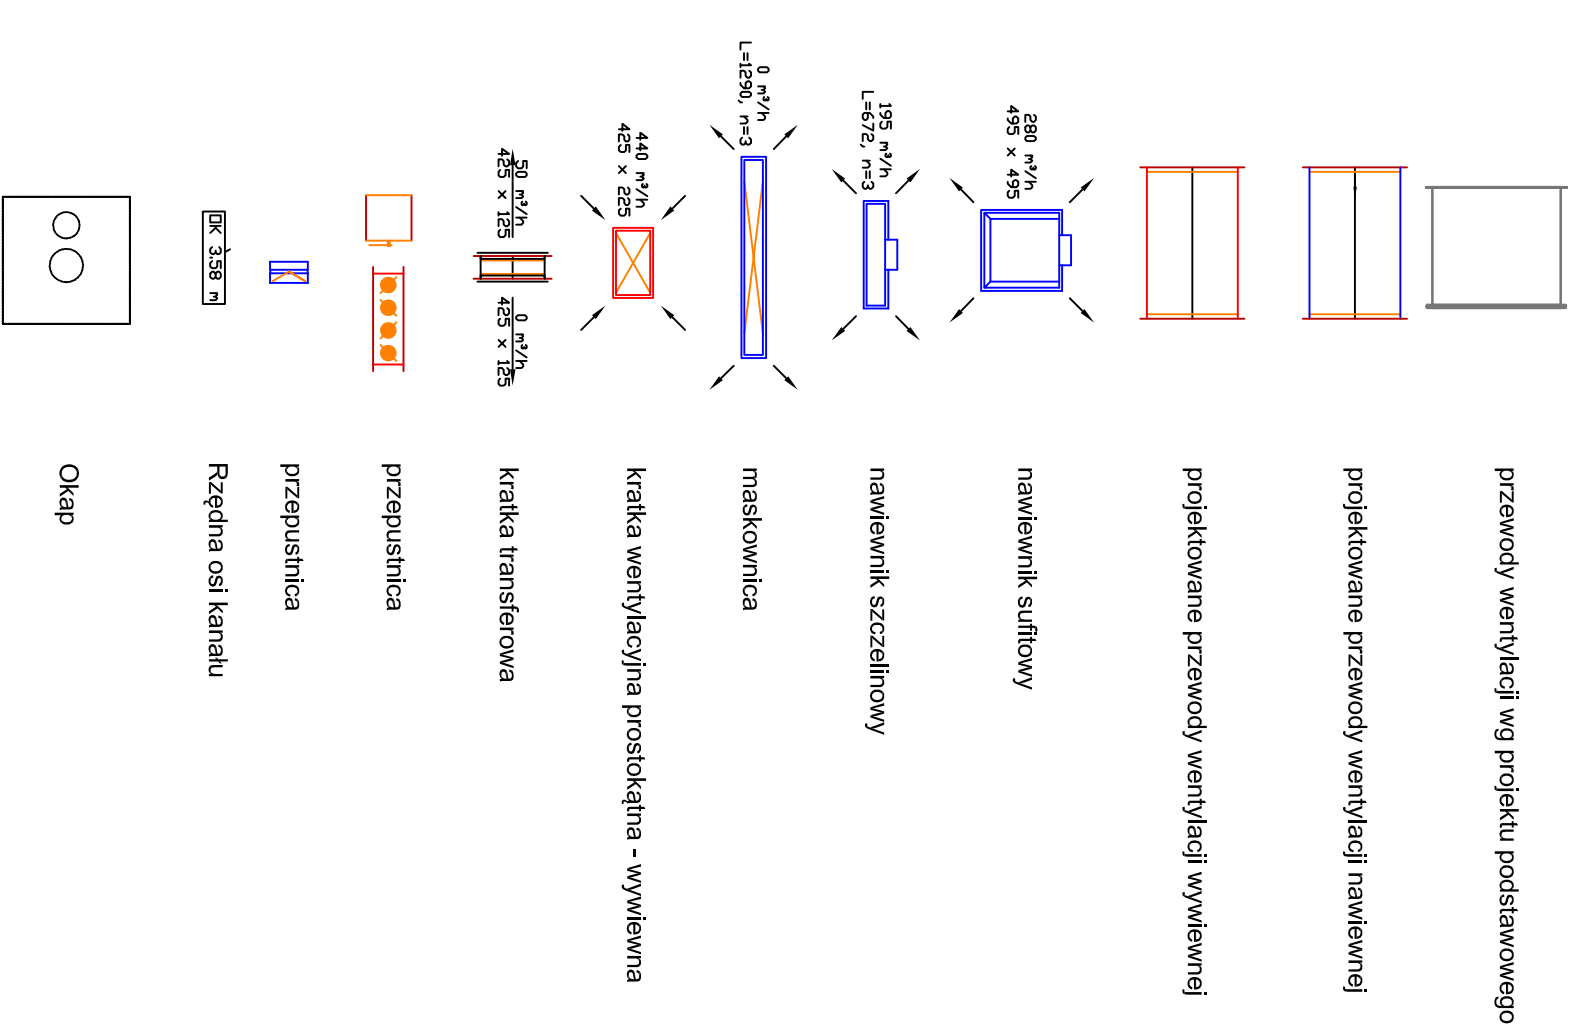 przewody wentylacji wg projektu podstawowego
projektowane przewody wentylacji nawiewnej
projektowane przewody wentylacji wywiewnej
280 m³/h
495 x 495
nawiewnik sufitowy
195 m³/h
L=672, n=3
nawiewnik szczelinowy
0 m³/h
L=1290, n=3
maskownica
440 m³/h
425 x 225
kratka wentylacyjna prostokątna - wywiewna
50 m³/h
425 x 125
0 m³/h
425 x 125
kratka transferowa
przepustnica
przepustnica
OK 3.58 m
Rzędna osi kanału
Okap